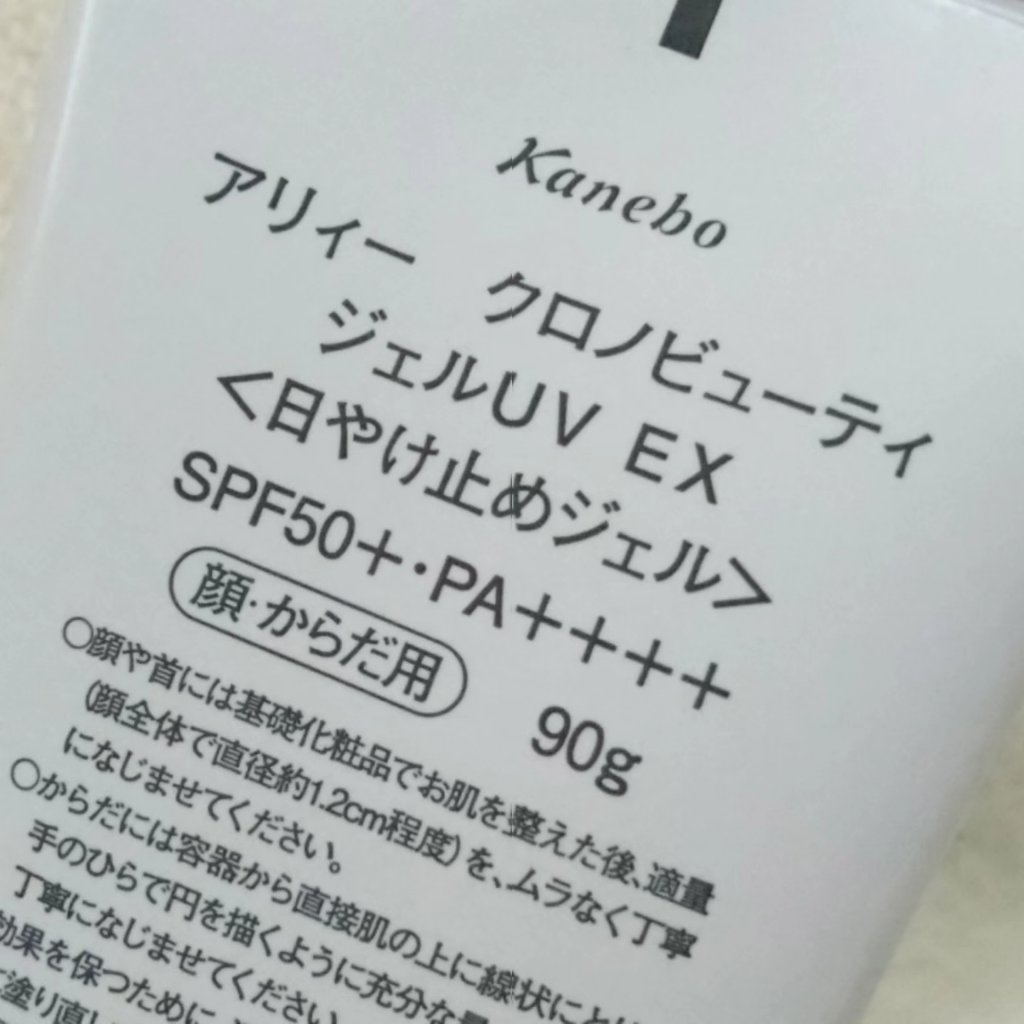 Kanebo
アリィー クロノビューティ
ジェルUV EX
<日やけ止めジェル>
SPF50+・PA++++
顔・からだ用 90g
○顔や首には基礎化粧品でお肌を整えた後、適量
(顔全体で直径約1.2cm程度)を、ムラなく丁寧
になじませてください。
○からだには容器から直接肌の上に線状にと
手のひらで円を描くように充分な
丁寧になじませてください
効果を保つために、
塗り直し